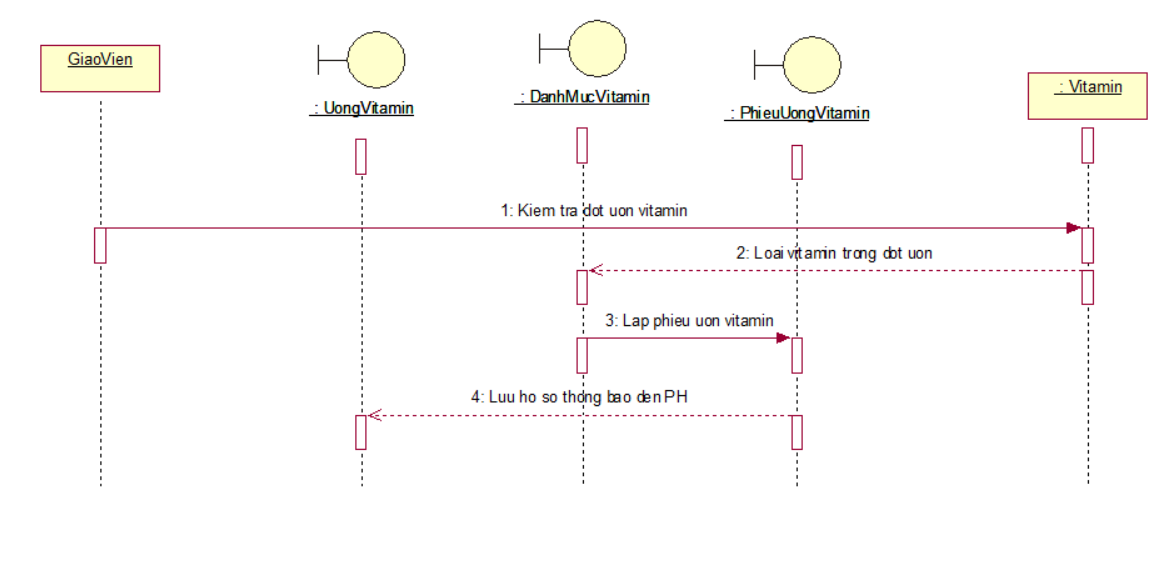 GiaoVien
: UongVitamin
: DanhMucVitamin
: PhieuUongVitamin
: Vitamin
1: Kiem tra dot uon vitamin
2: Loai vitamin trong dot uon
3: Lap phieu uon vitamin
4: Luu ho so thong bao den PH